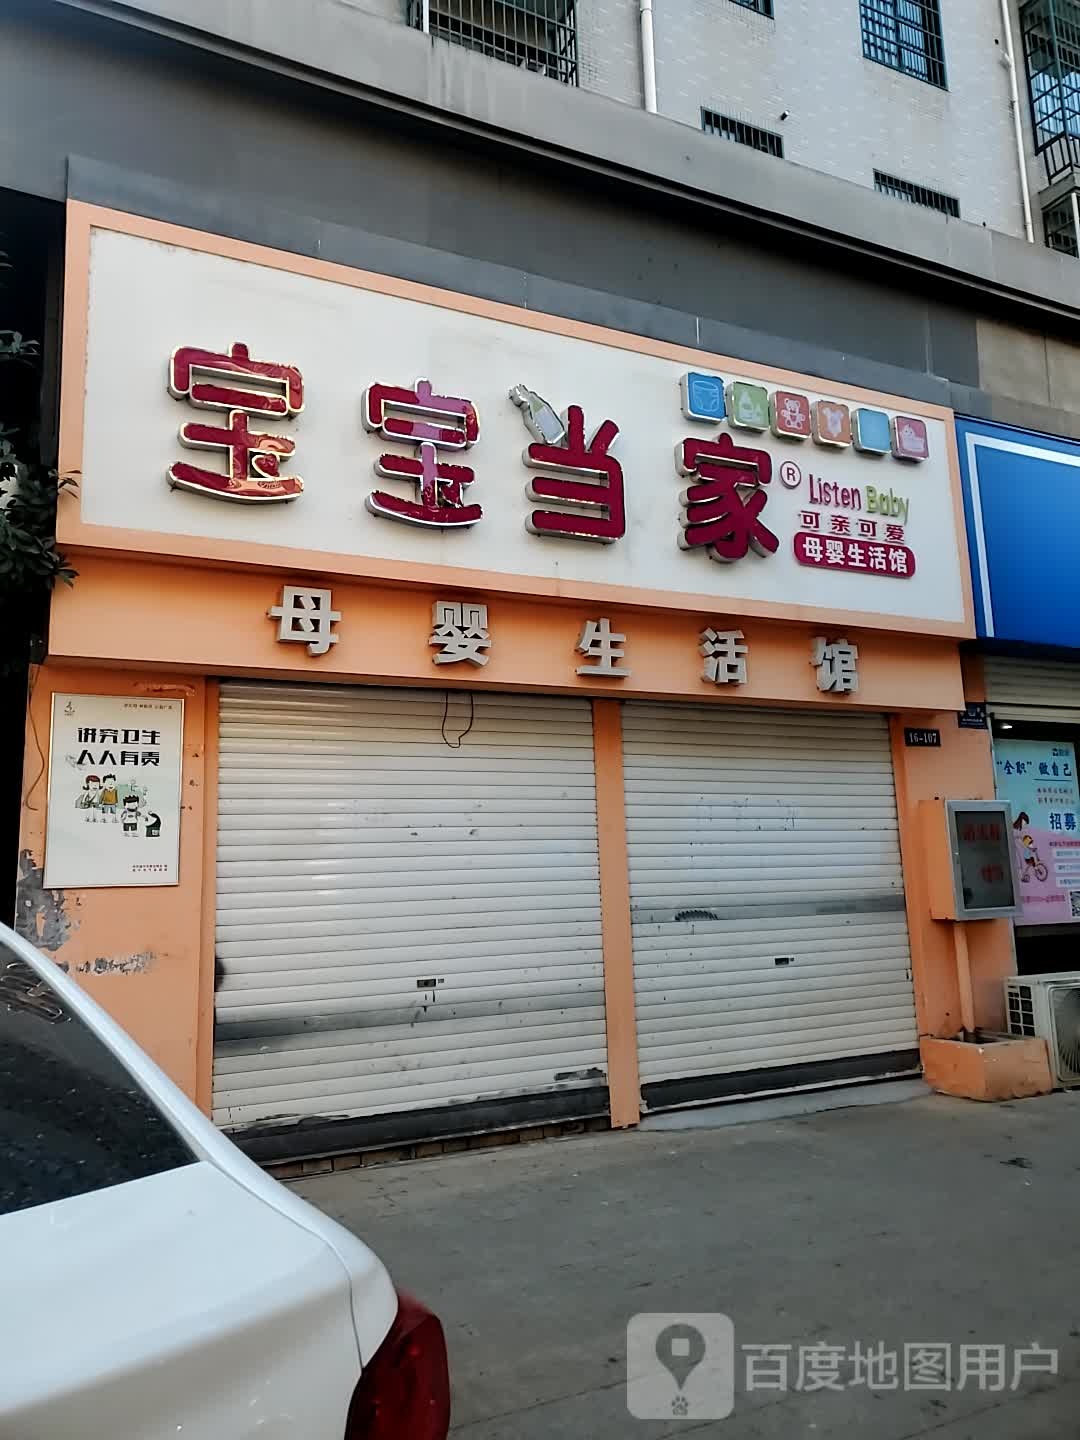 宝宝当家®
Listen Baby
可亲可爱
母婴生活馆
母婴生活馆
讲究卫生
人人有责
16-107
"全职"做自己
招募
百度地图用户